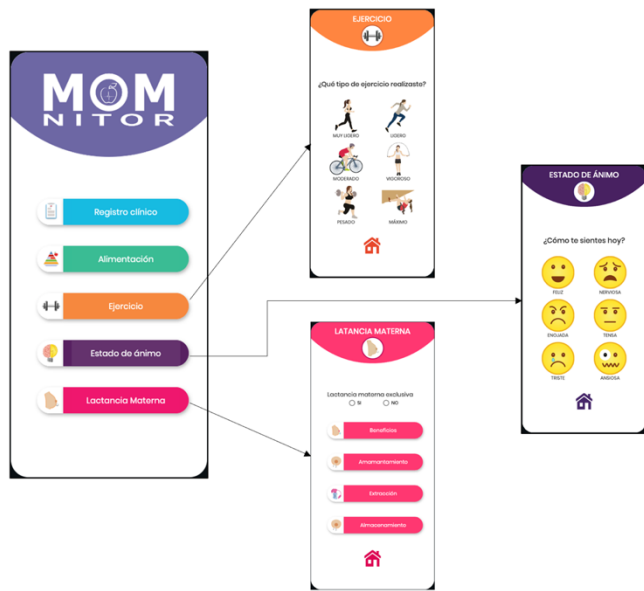 MOM
NITOR
Registro clínico
Alimentación
Ejercicio
Estado de ánimo
Lactancia Materna
EJERCICIO
¿Qué tipo de ejercicio realizaste?
MUY LIGERO
LIGERO
MODERADO
VIGOROSO
PESADO
MÁXIMO
LATANCIA MATERNA
Lactancia materna exclusiva
SI NO
Beneficios
Amamantamiento
Extracción
Almacenamiento
ESTADO DE ÁNIMO
¿Cómo te sientes hoy?
FELIZ
NERVIOSA
ENOJADA
TENSA
TRISTE
ANSIOSA